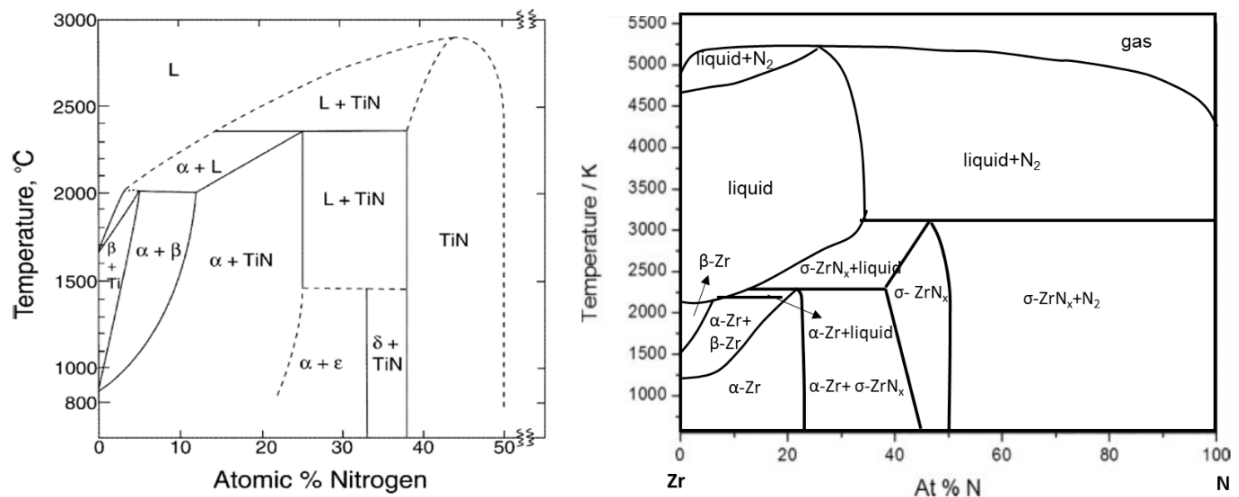 3000
2500
2000
1500
1000
800
Temperature, °C
L
L + TiN
α + L
L + TiN
β
+
Ti
α + β
α + TiN
TiN
α + ε
δ +
TiN
0
10
20
30
40
50
Atomic % Nitrogen
5500
5000
4500
4000
3500
3000
2500
2000
1500
1000
Temperature / K
gas
liquid+N₂
liquid+N₂
liquid
β-Zr
σ-ZrNₓ+liquid
σ- ZrNₓ
σ-ZrNₓ+N₂
α-Zr+
β-Zr
α-Zr+liquid
α-Zr
α-Zr+ σ-ZrNₓ
0
20
40
60
80
100
Zr
At % N
N